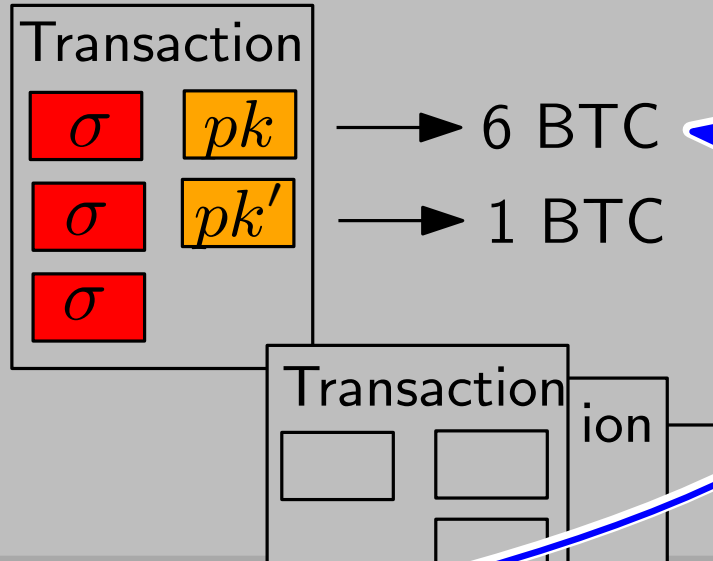 Transaction
σ pk 6 BTC
σ pk′ 1 BTC
σ
Transaction
ion